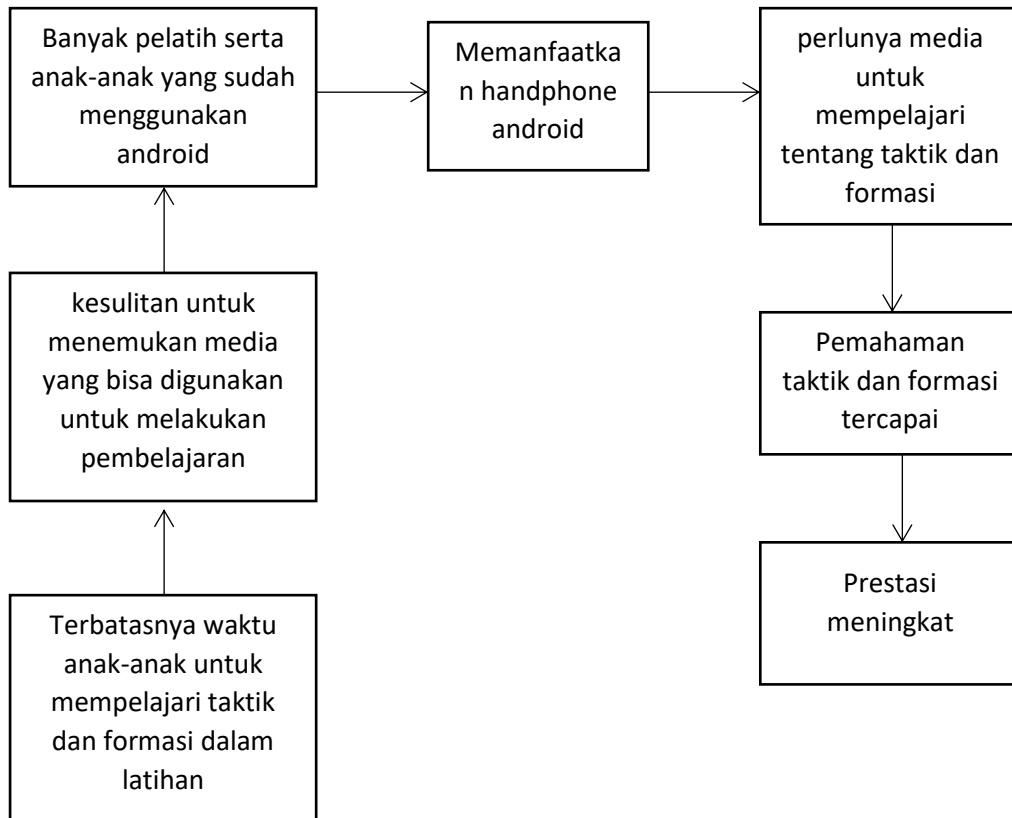 Banyak pelatih serta
anak-anak yang sudah
menggunakan
android
Memanfaatka
n handphone
android
perlunya media
untuk
mempelajari
tentang taktik dan
formasi
kesulitan untuk
menemukan media
yang bisa digunakan
untuk melakukan
pembelajaran
Pemahaman
taktik dan formasi
tercapai
Terbatasnya waktu
anak-anak untuk
mempelajari taktik
dan formasi dalam
latihan
Prestasi
meningkat